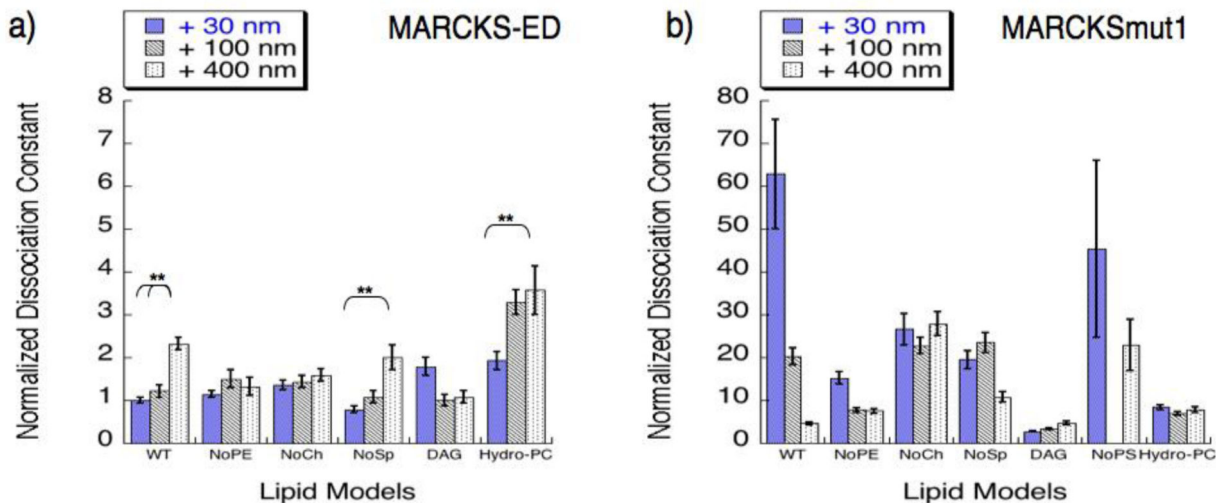 a)
+ 30 nm
+ 100 nm
+ 400 nm
MARCKS-ED
Normalized Dissociation Constant
8
7
6
5
4
3
2
1
0
**
**
**
WT NoPE NoCh NoSp DAG Hydro-PC
Lipid Models
b)
+ 30 nm
+ 100 nm
+ 400 nm
MARCKSmut1
Normalized Dissociation Constant
80
70
60
50
40
30
20
10
0
WT NoPE NoCh NoSp DAG NoPS Hydro-PC
Lipid Models